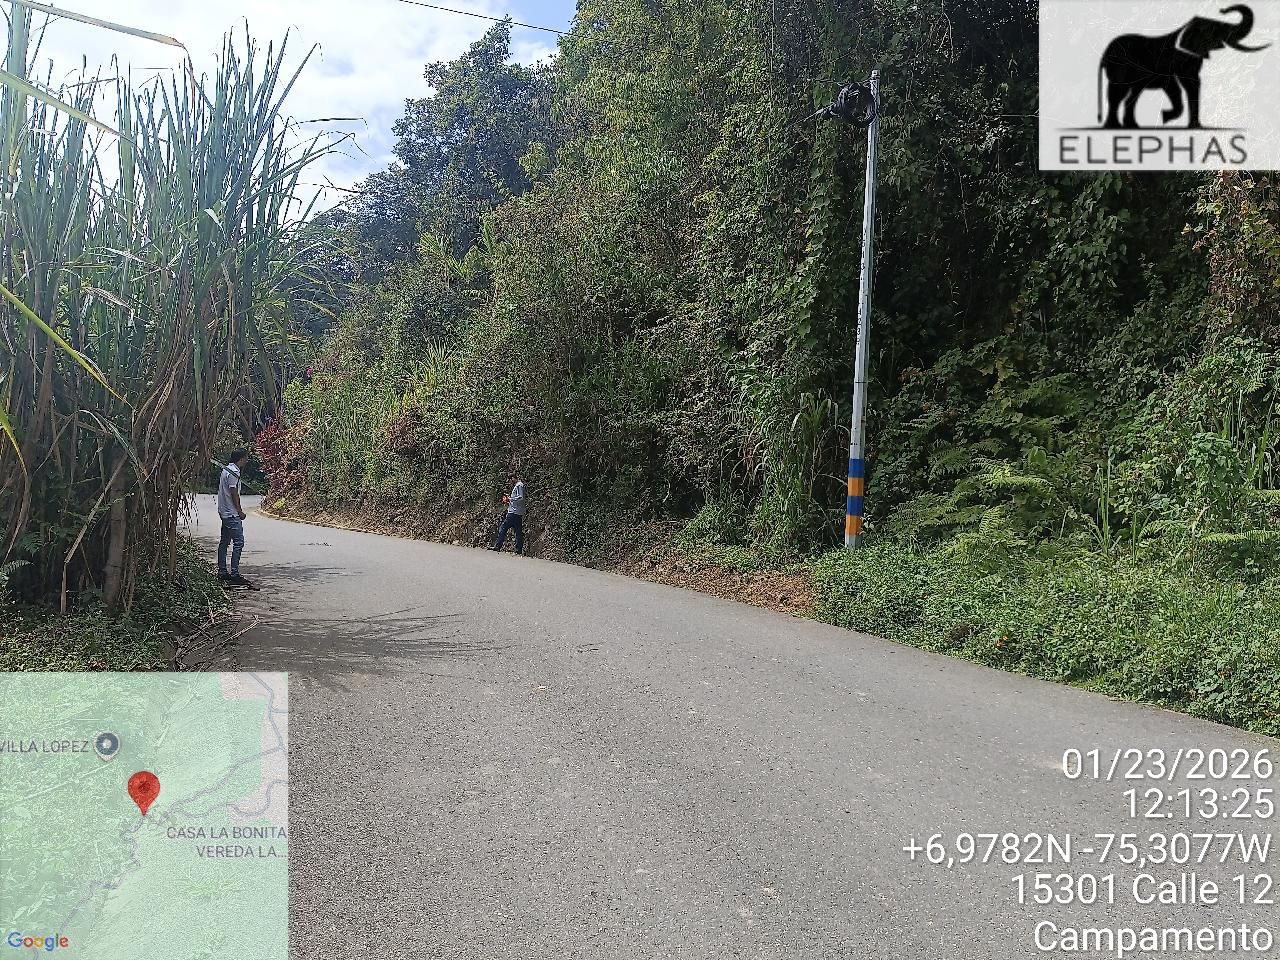 ELEPHAS
VILLA LOPEZ
CASA LA BONITA
VEREDA LA...
Google
01/23/2026
12:13:25
+6,9782N -75,3077W
15301 Calle 12
Campamento